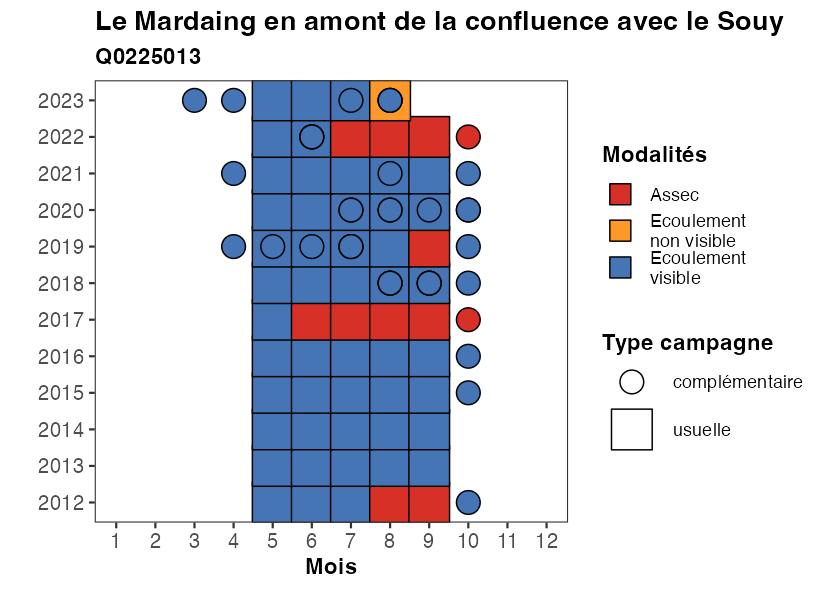 Le Mardaing en amont de la confluence avec le Souy
Q0225013
2023
2022
2021
2020
2019
2018
2017
2016
2015
2014
2013
2012
1 2 3 4 5 6 7 8 9 10 11 12
Mois
Modalités
Assec
Ecoulement
non visible
Ecoulement
visible
Type campagne
complémentaire
usuelle